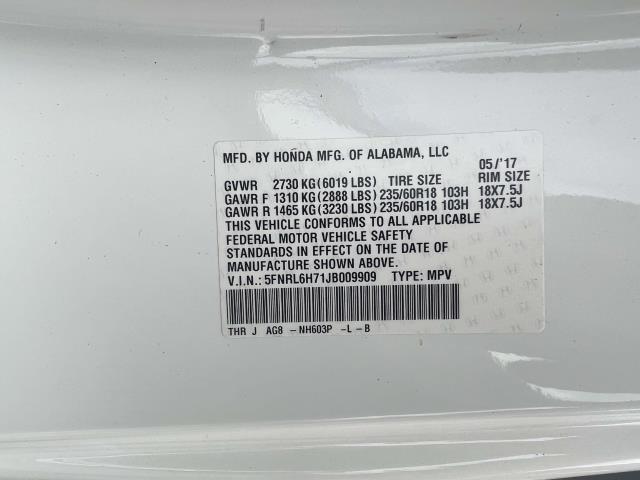 MFD. BY HONDA MFG. OF ALABAMA, LLC 05/'17
GVWR 2730 KG(6019 LBS) TIRE SIZE RIM SIZE
GAWR F 1310 KG(2888 LBS)235/60R18 103H 18X7.5J
GAWR R 1465 KG(3230 LBS)235/60R18 103H 18X7.5J
THIS VEHICLE CONFORMS TO ALL APPLICABLE
FEDERAL MOTOR VEHICLE SAFETY
STANDARDS IN EFFECT ON THE DATE OF
MANUFACTURE SHOWN ABOVE.
V.I.N.: 5FNRL6H71JB009909 TYPE: MPV
THR J AG8 -NH603P -L -B